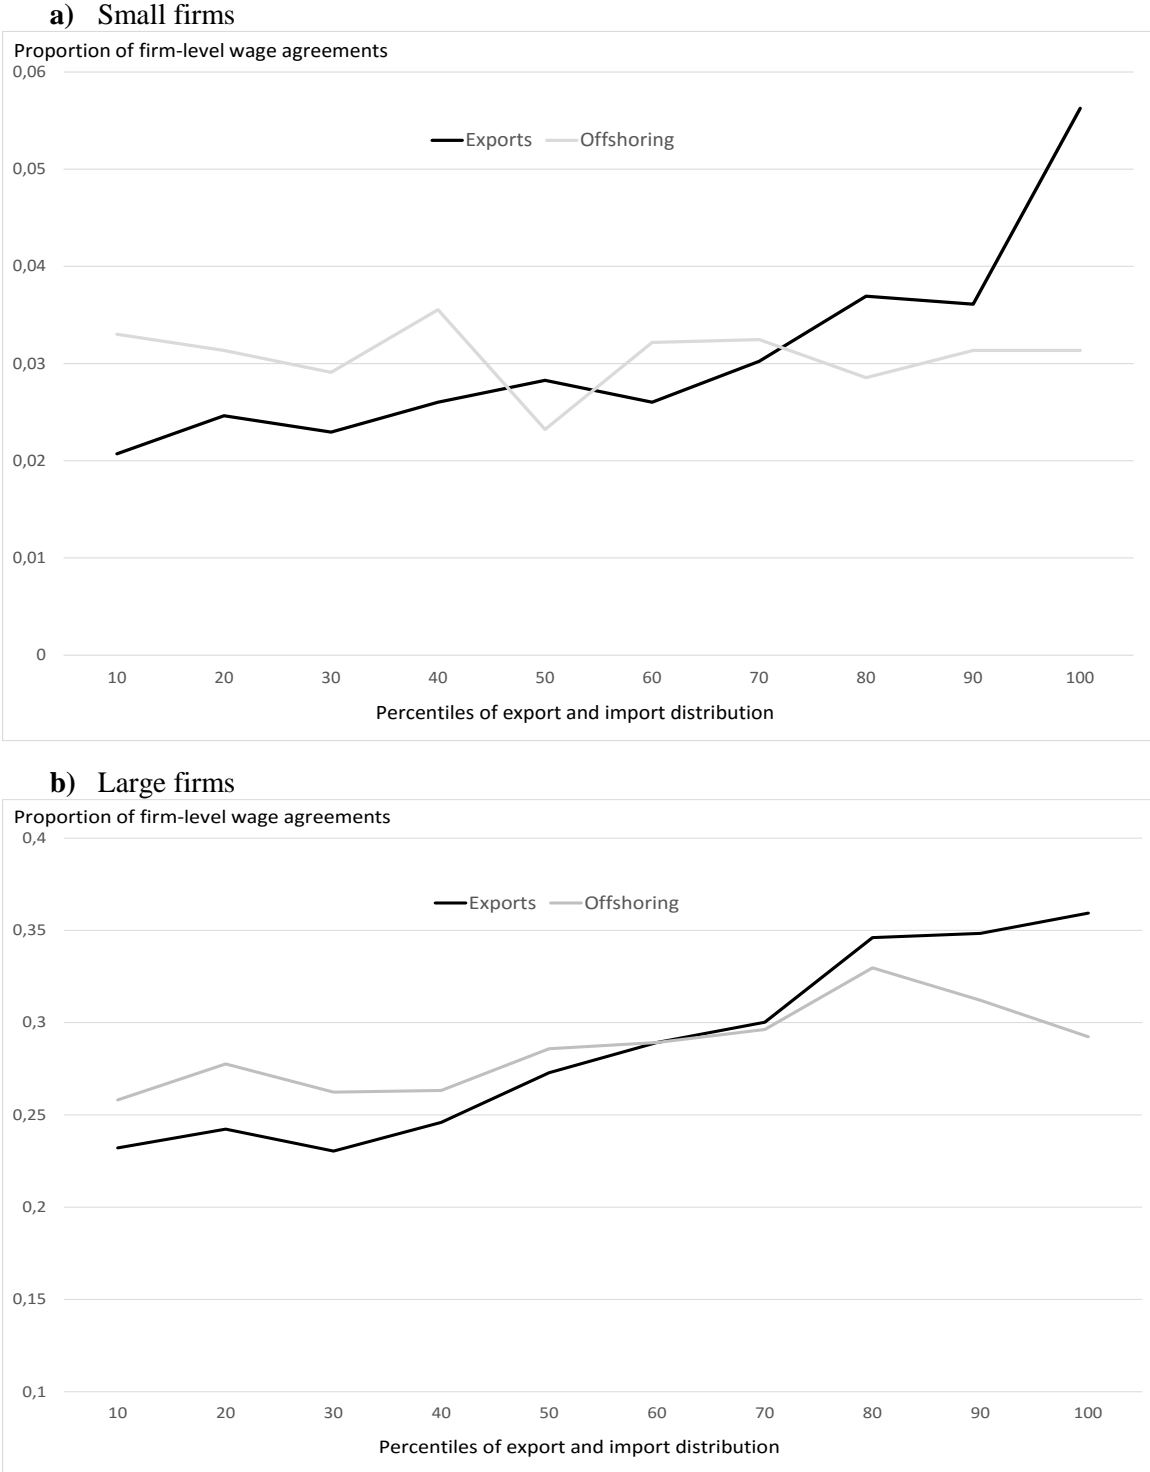 a) Small firms
Proportion of firm-level wage agreements
0,06
Exports Offshoring
0,05
0,04
0,03
0,02
0,01
0
10 20 30 40 50 60 70 80 90 100
Percentiles of export and import distribution
b) Large firms
Proportion of firm-level wage agreements
0,4
Exports Offshoring
0,35
0,3
0,25
0,2
0,15
0,1
10 20 30 40 50 60 70 80 90 100
Percentiles of export and import distribution